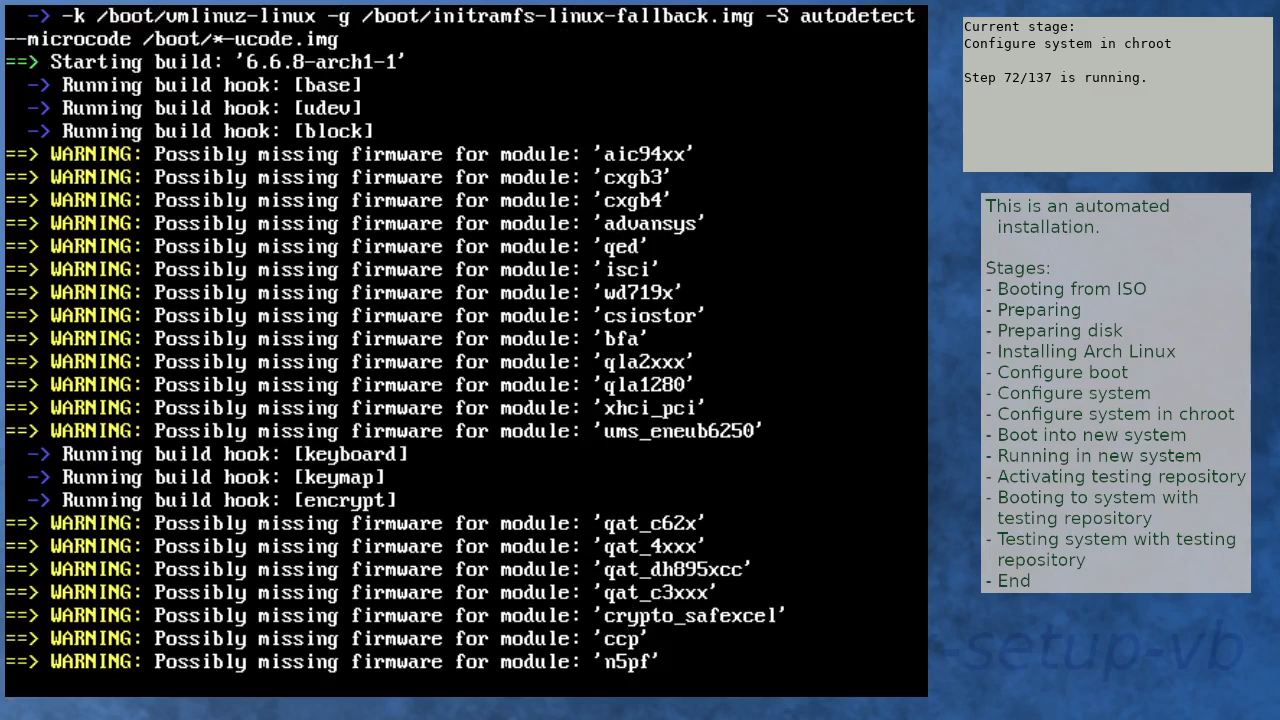 -> -k /boot/vmlinuz-linux -g /boot/initramfs-linux-fallback.img -S autodetect
--microcode /boot/*-ucode.img
==> Starting build: '6.6.8-arch1-1'
-> Running build hook: [base]
-> Running build hook: [udev]
-> Running build hook: [block]
==> WARNING: Possibly missing firmware for module: 'aic94xx'
==> WARNING: Possibly missing firmware for module: 'cxgb3'
==> WARNING: Possibly missing firmware for module: 'cxgb4'
==> WARNING: Possibly missing firmware for module: 'advansys'
==> WARNING: Possibly missing firmware for module: 'qed'
==> WARNING: Possibly missing firmware for module: 'isci'
==> WARNING: Possibly missing firmware for module: 'wd719x'
==> WARNING: Possibly missing firmware for module: 'csiostor'
==> WARNING: Possibly missing firmware for module: 'bfa'
==> WARNING: Possibly missing firmware for module: 'qla2xxx'
==> WARNING: Possibly missing firmware for module: 'qla1280'
==> WARNING: Possibly missing firmware for module: 'xhci_pci'
==> WARNING: Possibly missing firmware for module: 'ums_eneub6250'
-> Running build hook: [keyboard]
-> Running build hook: [keymap]
-> Running build hook: [encrypt]
==> WARNING: Possibly missing firmware for module: 'qat_c62x'
==> WARNING: Possibly missing firmware for module: 'qat_4xxx'
==> WARNING: Possibly missing firmware for module: 'qat_dh895xcc'
==> WARNING: Possibly missing firmware for module: 'qat_c3xxx'
==> WARNING: Possibly missing firmware for module: 'crypto_safexcel'
==> WARNING: Possibly missing firmware for module: 'ccp'
==> WARNING: Possibly missing firmware for module: 'n5pf'
Current stage:
Configure system in chroot
Step 72/137 is running.
This is an automated
installation.
Stages:
- Booting from ISO
- Preparing
- Preparing disk
- Installing Arch Linux
- Configure boot
- Configure system
- Configure system in chroot
- Boot into new system
- Running in new system
- Activating testing repository
- Booting to system with
testing repository
- Testing system with testing
repository
- End
-setup-vb